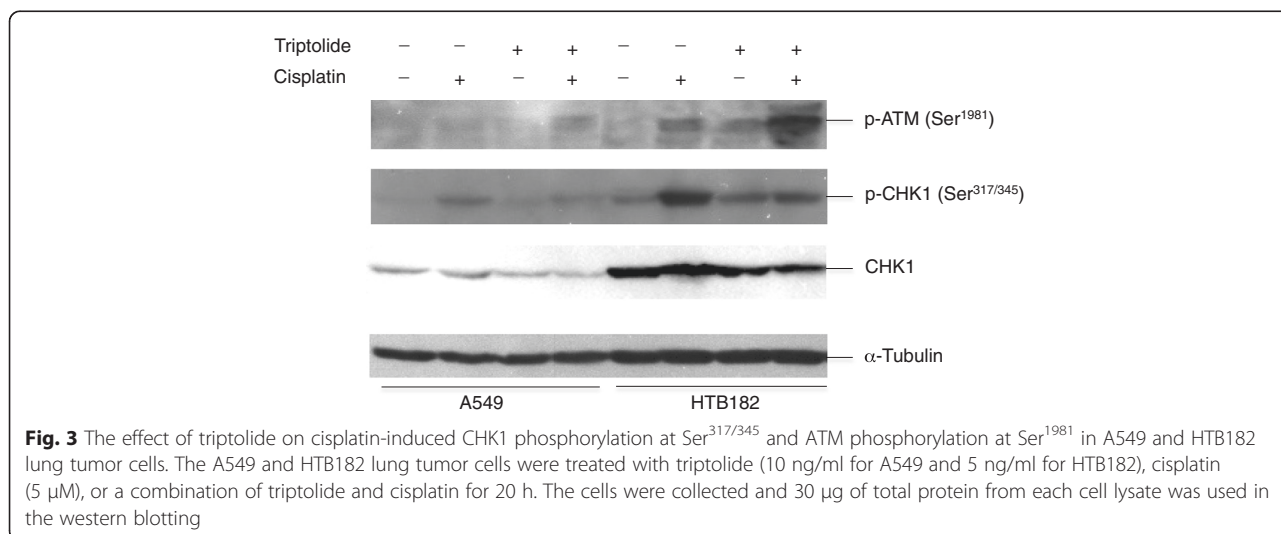 Triptolide − − + + − − + +
Cisplatin − + − + − + − +
p-ATM (Ser1981)
p-CHK1 (Ser317/345)
CHK1
α-Tubulin
A549 HTB182
Fig. 3 The effect of triptolide on cisplatin-induced CHK1 phosphorylation at Ser317/345 and ATM phosphorylation at Ser1981 in A549 and HTB182
lung tumor cells. The A549 and HTB182 lung tumor cells were treated with triptolide (10 ng/ml for A549 and 5 ng/ml for HTB182), cisplatin
(5 μM), or a combination of triptolide and cisplatin for 20 h. The cells were collected and 30 μg of total protein from each cell lysate was used in
the western blotting